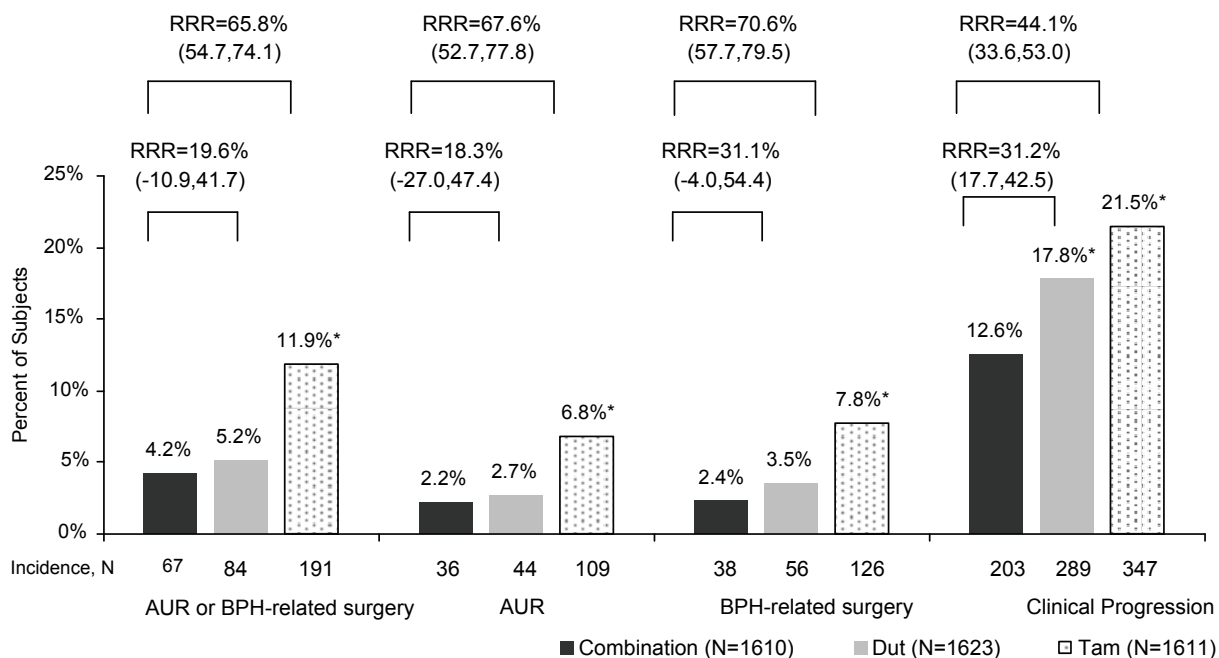 RRR=65.8% RRR=67.6% RRR=70.6% RRR=44.1%
(54.7,74.1) (52.7,77.8) (57.7,79.5) (33.6,53.0)
RRR=19.6% RRR=18.3% RRR=31.1% RRR=31.2%
(-10.9,41.7) (-27.0,47.4) (-4.0,54.4) (17.7,42.5)
Percent of Subjects
25%
20%
15%
10%
5%
0%
4.2% 5.2% 11.9%*
2.2% 2.7% 6.8%*
2.4% 3.5% 7.8%*
12.6% 17.8%* 21.5%*
Incidence, N 67 84 191 36 44 109 38 56 126 203 289 347
AUR or BPH-related surgery AUR BPH-related surgery Clinical Progression
Combination (N=1610) Dut (N=1623) Tam (N=1611)